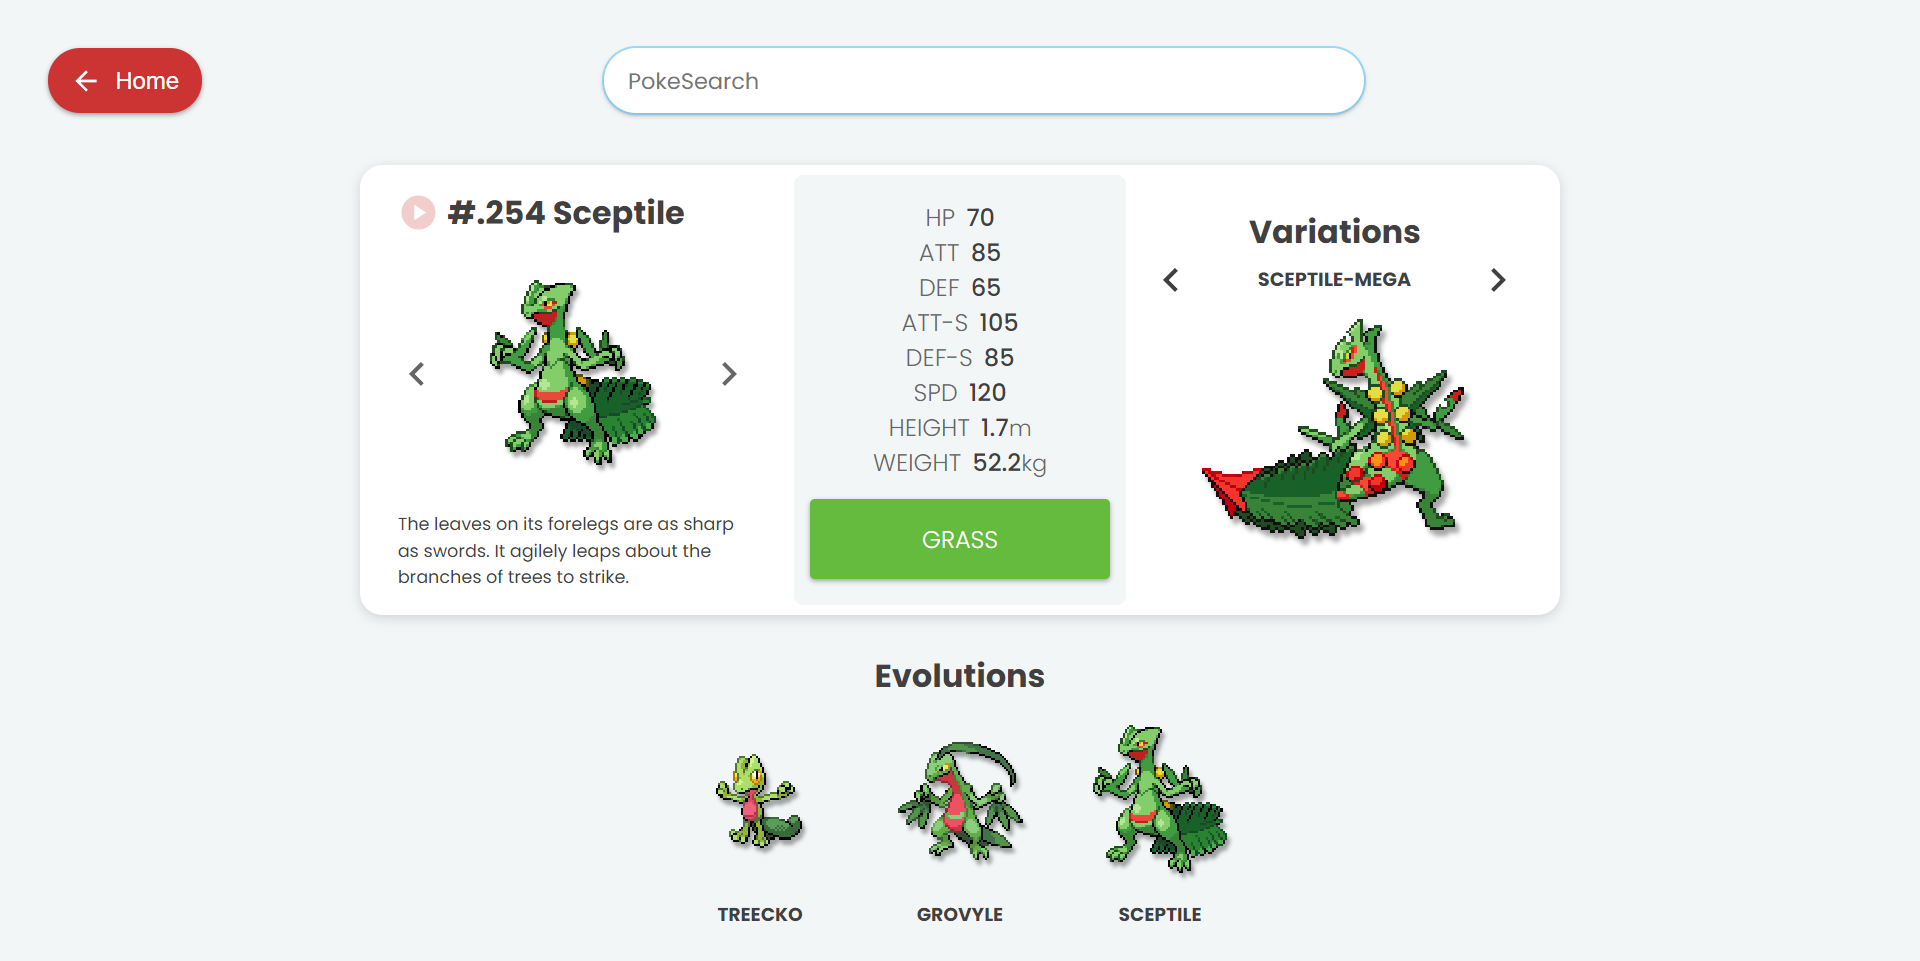 Home
PokeSearch
#.254 Sceptile
The leaves on its forelegs are as sharp
as swords. It agilely leaps about the
branches of trees to strike.
HP 70
ATT 85
DEF 65
ATT-S 105
DEF-S 85
SPD 120
HEIGHT 1.7m
WEIGHT 52.2kg
GRASS
Variations
SCEPTILE-MEGA
Evolutions
TREECKO
GROVYLE
SCEPTILE